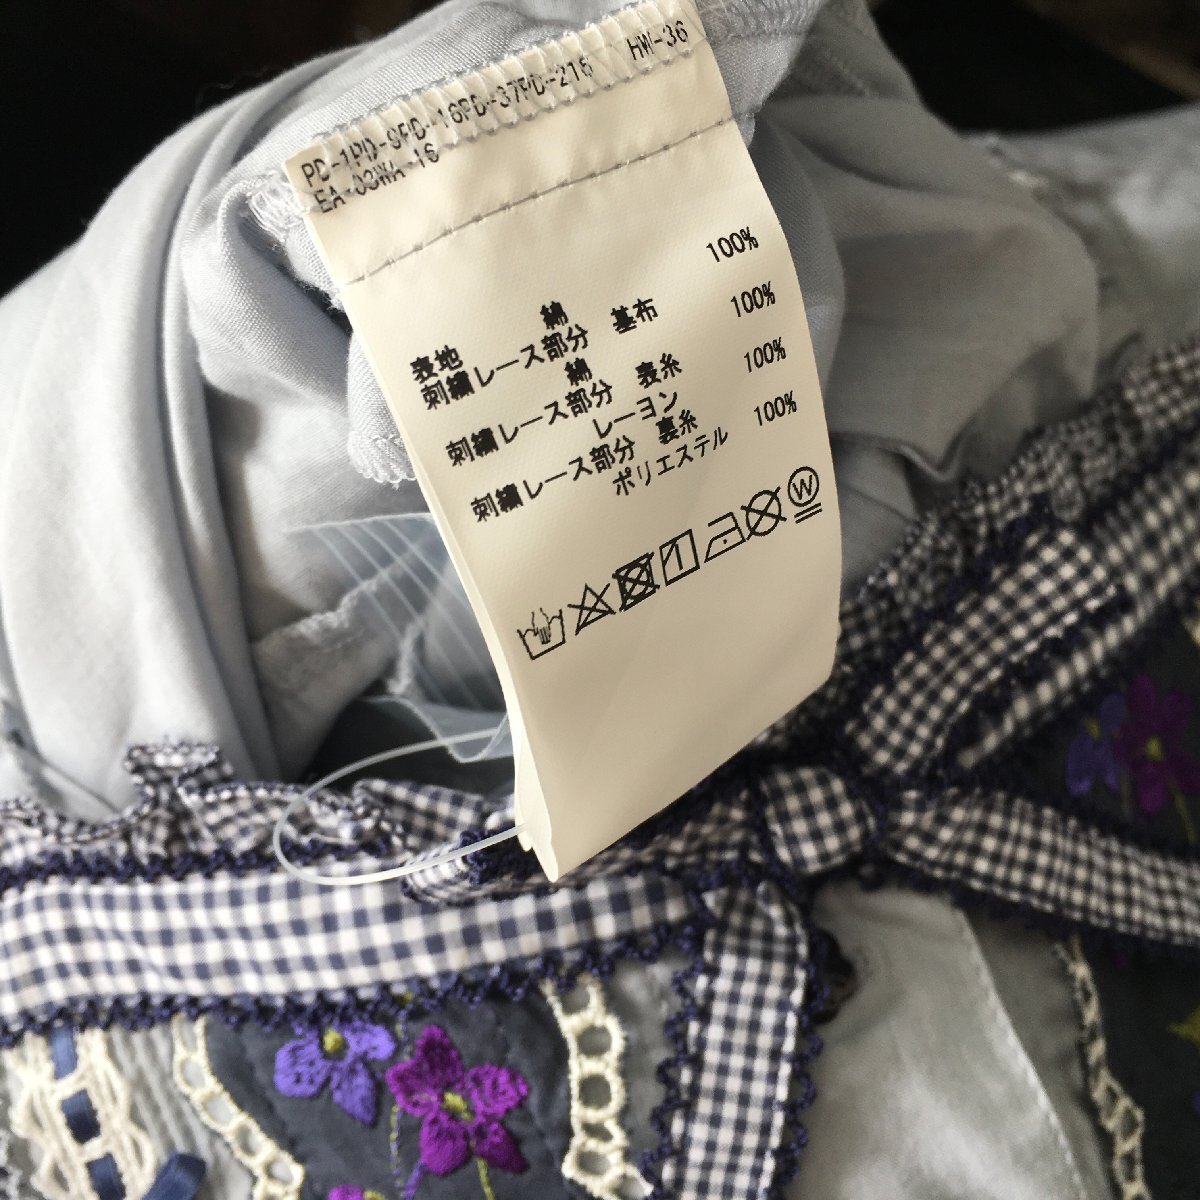 PD-1PD-9PD-16PD-37PD-216 HW-36
EA-03WA-16
表地 綿 100%
刺繍レース部分 基布
綿 100%
刺繍レース部分 表糸
レーヨン 100%
刺繍レース部分 裏糸
ポリエステル 100%
W